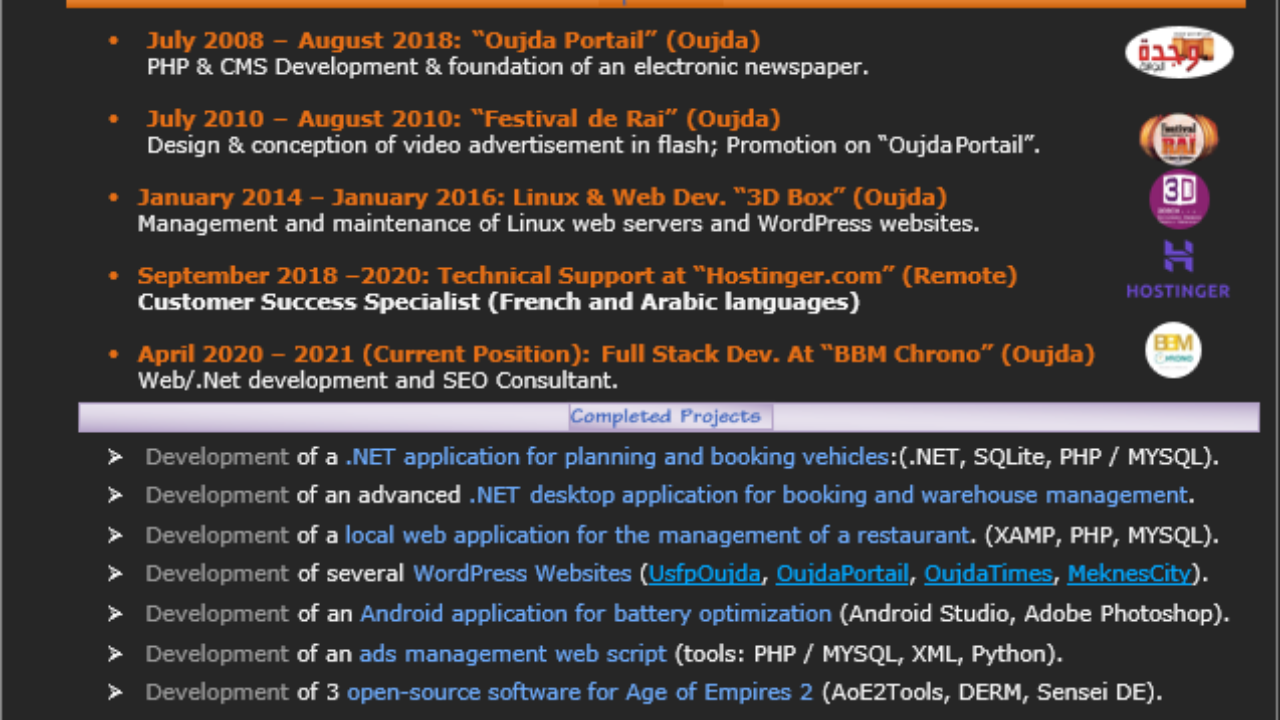 • July 2008 – August 2018: “Oujda Portail” (Oujda)
PHP & CMS Development & foundation of an electronic newspaper.
وجدة
• July 2010 – August 2010: “Festival de Rai” (Oujda)
Design & conception of video advertisement in flash; Promotion on “Oujda Portail”.
Festival
RAI
• January 2014 – January 2016: Linux & Web Dev. “3D Box” (Oujda)
Management and maintenance of Linux web servers and WordPress websites.
3D
• September 2018 –2020: Technical Support at “Hostinger.com” (Remote)
Customer Success Specialist (French and Arabic languages)
HOSTINGER
• April 2020 – 2021 (Current Position): Full Stack Dev. At “BBM Chrono” (Oujda)
Web/.Net development and SEO Consultant.
BBM
CHRONO
Completed Projects
➢ Development of a .NET application for planning and booking vehicles:(.NET, SQLite, PHP / MYSQL).
➢ Development of an advanced .NET desktop application for booking and warehouse management.
➢ Development of a local web application for the management of a restaurant. (XAMP, PHP, MYSQL).
➢ Development of several WordPress Websites (UsfpOujda, OujdaPortail, OujdaTimes, MeknesCity).
➢ Development of an Android application for battery optimization (Android Studio, Adobe Photoshop).
➢ Development of an ads management web script (tools: PHP / MYSQL, XML, Python).
➢ Development of 3 open-source software for Age of Empires 2 (AoE2Tools, DERM, Sensei DE).